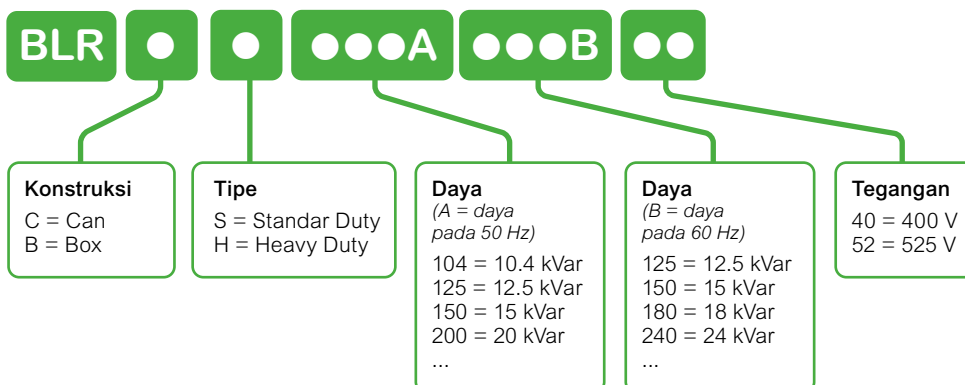 BLR ● ● ●●●A ●●●B ●●
Konstruksi
C = Can
B = Box
Tipe
S = Standar Duty
H = Heavy Duty
Daya
(A = daya
pada 50 Hz)
104 = 10.4 kVar
125 = 12.5 kVar
150 = 15 kVar
200 = 20 kVar
...
Daya
(B = daya
pada 60 Hz)
125 = 12.5 kVar
150 = 15 kVar
180 = 18 kVar
240 = 24 kVar
...
Tegangan
40 = 400 V
52 = 525 V